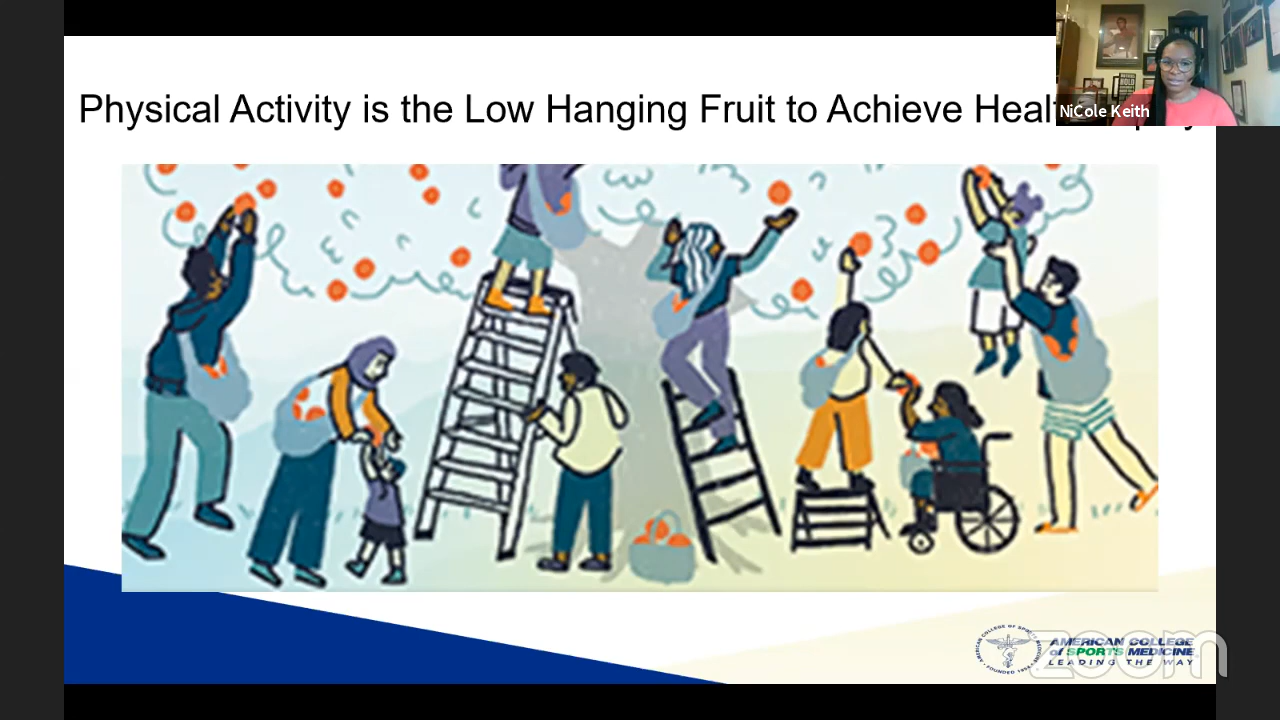 Physical Activity is the Low Hanging Fruit to Achieve Heal
NiCole Keith
AMERICAN COLLEGE
of SPORTS MEDICINE
LEADING THE WAY
zoom